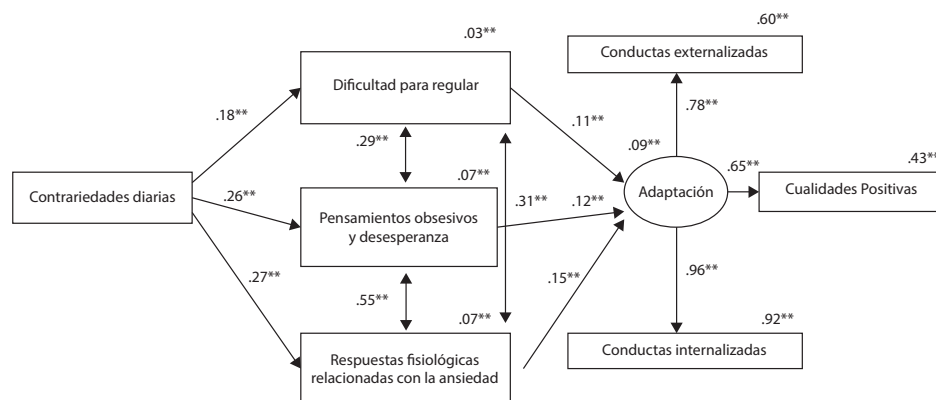 .03**
.60**
Conductas externalizadas
Dificultad para regular
.18**
.78**
.11**
.29**
.09**
.65**
.43**
Contrariedades diarias
.26**
.07**
Adaptación
Cualidades Positivas
Pensamientos obsesivos
y desesperanza
.31**
.12**
.27**
.55**
.15**
.96**
.07**
.92**
Respuestas fisiológicas
relacionadas con la ansiedad
Conductas internalizadas